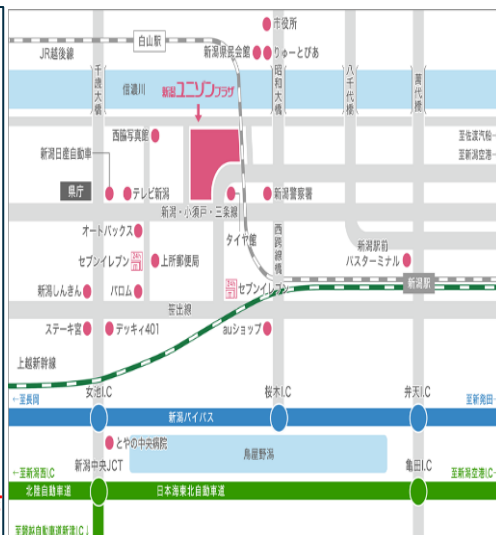 市役所
白山駅
新潟県民会館
りゅーとぴあ
JR越後線
千歳大橋
信濃川
新潟ユニゾンプラザ
昭和大橋
八千代橋
萬代橋
西脇写真館
至佐渡汽船→
至新潟空港→
新潟日産自動車
県庁
テレビ新潟
新潟警察署
新潟・小須戸・三条線
オートバックス
タイヤ館
西跨線橋
新潟駅前
バスターミナル
セブンイレブン
上所郵便局
新潟駅
新潟しんきん
バロム
セブンイレブン
笹出線
ステーキ宮
デッキィ401
auショップ
上越新幹線
女池I.C
桜木I.C
弁天I.C
←至長岡
至新発田→
新潟バイパス
とやの中央病院
鳥屋野潟
新潟中央JCT
亀田I.C
←至新潟西I.C
至新潟空港I.C→
北陸自動車道
日本海東北自動車道
至磐越自動車道新津I.C↓